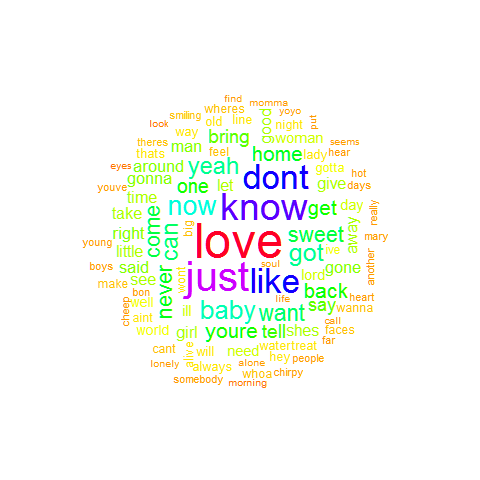 find
momma
wheres
yoyo
smiling
old
line
good
put
look
way
feel
bring
night
woman
theres
man
seems
thats
home
lady
hear
eyes
around
yeah
dont
gotta
hot
youve
gonna
one
let
give
days
time
now
know
get
day
really
take
come
can
big
right
love
sweet
away
mary
young
little
got
ive
another
boys
said
just
like
soul
lord
gone
see
never
wont
back
heart
make
bon
life
say
wanna
cheep
well
ill
baby
want
call
aint
world
girl
youre
tell
shes
faces
far
cant
alive
will
need
watertreat
hey
people
lonely
always
alone
whoa
chirpy
somebody
morning